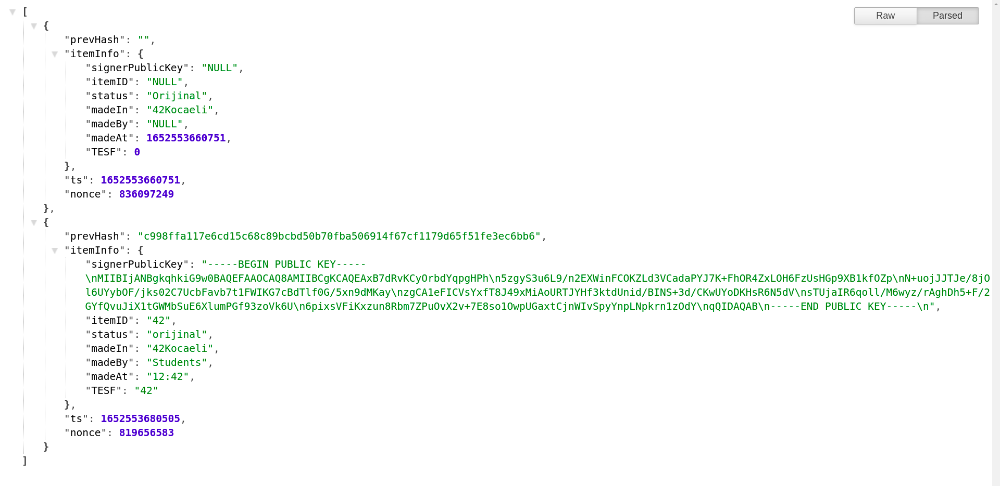 [
Raw Parsed
{
"prevHash": "",
"itemInfo": {
"signerPublicKey": "NULL",
"itemID": "NULL",
"status": "Orijinal",
"madeIn": "42Kocaeli",
"madeBy": "NULL",
"madeAt": 1652553660751,
"TESF": 0
},
"ts": 1652553660751,
"nonce": 836097249
},
{
"prevHash": "c998ffa117e6cd15c68c89bcbd50b70fba506914f67cf1179d65f51fe3ec6bb6",
"itemInfo": {
"signerPublicKey": "-----BEGIN PUBLIC KEY-----
\nMIIBIjANBgkqhkiG9w0BAQEFAAOCAQ8AMIIBCgKCAQEAxB7dRvKCyOrbdYqpgHPh\n5zgyS3u6L9/n2EXWinFCOKZLd3VCadaPYJ7K+FhOR4ZxLOH6FzUsHGp9XB1kfOZp\nN+uojJJTJe/8jO
l6UYybOF/jks02C7UcbFavb7t1FWIKG7cBdTlf0G/5xn9dMKay\nzgCA1eFICVsYxfT8J49xMiAoURTJYHf3ktdUnid/BINS+3d/CKwUYoDKHsR6N5dV\nsTUjaIR6qoll/M6wyz/rAghDh5+F/2
GYfQvuJiX1tGWMbSuE6XlumPGf93zoVk6U\n6pixsVFiKxzun8Rbm7ZPuOvX2v+7E8so1OwpUGaxtCjnWIvSpyYnpLNpkrn1zOdY\nqQIDAQAB\n-----END PUBLIC KEY-----\n",
"itemID": "42",
"status": "orijinal",
"madeIn": "42Kocaeli",
"madeBy": "Students",
"madeAt": "12:42",
"TESF": "42"
},
"ts": 1652553680505,
"nonce": 819656583
}
]